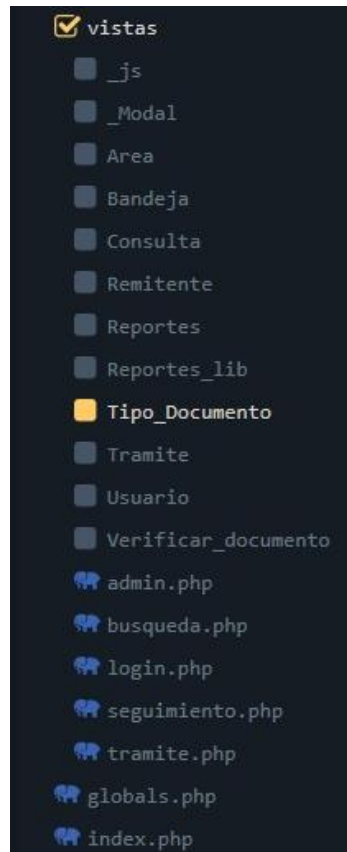 vistas
_js
_Modal
Area
Bandeja
Consulta
Remitente
Reportes
Reportes_lib
Tipo_Documento
Tramite
Usuario
Verificar_documento
admin.php
busqueda.php
login.php
seguimiento.php
tramite.php
globals.php
index.php